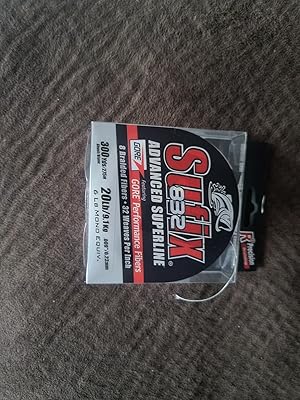 Sufix
832
ADVANCED SUPERLINE®
GORE
Featuring
GORE® Performance Fibers
8 Braided Fibers • 32 Weaves Per Inch
300 YDS/275M
20lb/9.1kg
6 LB MONO EQUIV.